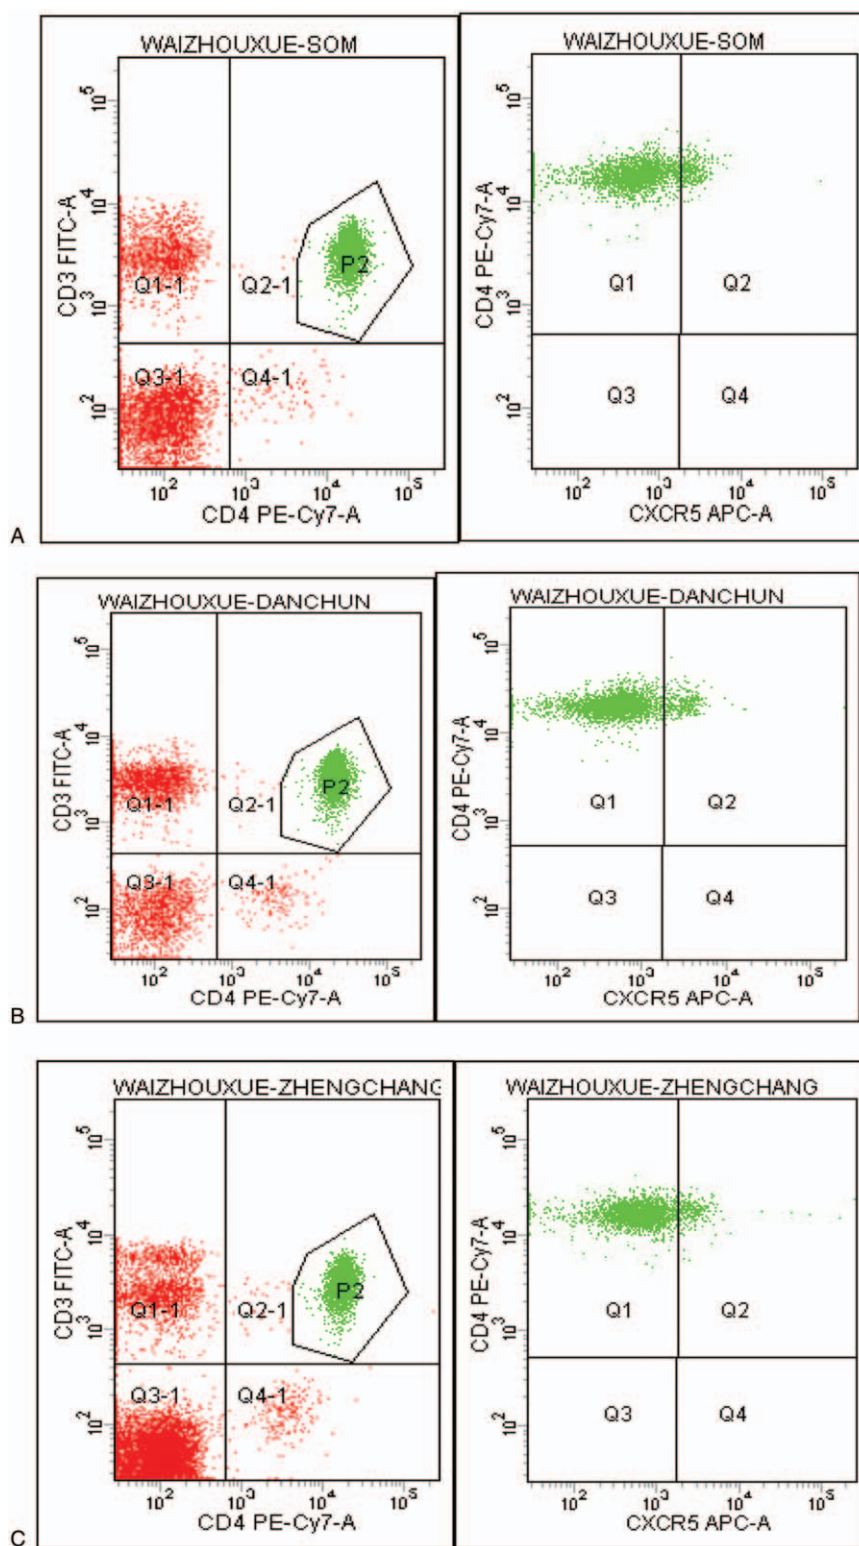 WAIZHOUXUE-SOM
CD3 FITC-A
10^5
10^4
10^3
10^2
Q1-1
Q2-1
P2
Q3-1
Q4-1
10^2 10^3 10^4 10^5
CD4 PE-Cy7-A
WAIZHOUXUE-SOM
CD4 PE-Cy7-A
10^5
10^4
10^3
10^2
Q1
Q2
Q3
Q4
10^2 10^3 10^4 10^5
CXCR5 APC-A
A
WAIZHOUXUE-DANCHUN
CD3 FITC-A
10^5
10^4
10^3
10^2
Q1-1
Q2-1
P2
Q3-1
Q4-1
10^2 10^3 10^4 10^5
CD4 PE-Cy7-A
WAIZHOUXUE-DANCHUN
CD4 PE-Cy7-A
10^5
10^4
10^3
10^2
Q1
Q2
Q3
Q4
10^2 10^3 10^4 10^5
CXCR5 APC-A
B
WAIZHOUXUE-ZHENGCHANG
CD3 FITC-A
10^5
10^4
10^3
10^2
Q1-1
Q2-1
P2
Q3-1
Q4-1
10^2 10^3 10^4 10^5
CD4 PE-Cy7-A
WAIZHOUXUE-ZHENGCHANG
CD4 PE-Cy7-A
10^5
10^4
10^3
10^2
Q1
Q2
Q3
Q4
10^2 10^3 10^4 10^5
CXCR5 APC-A
C